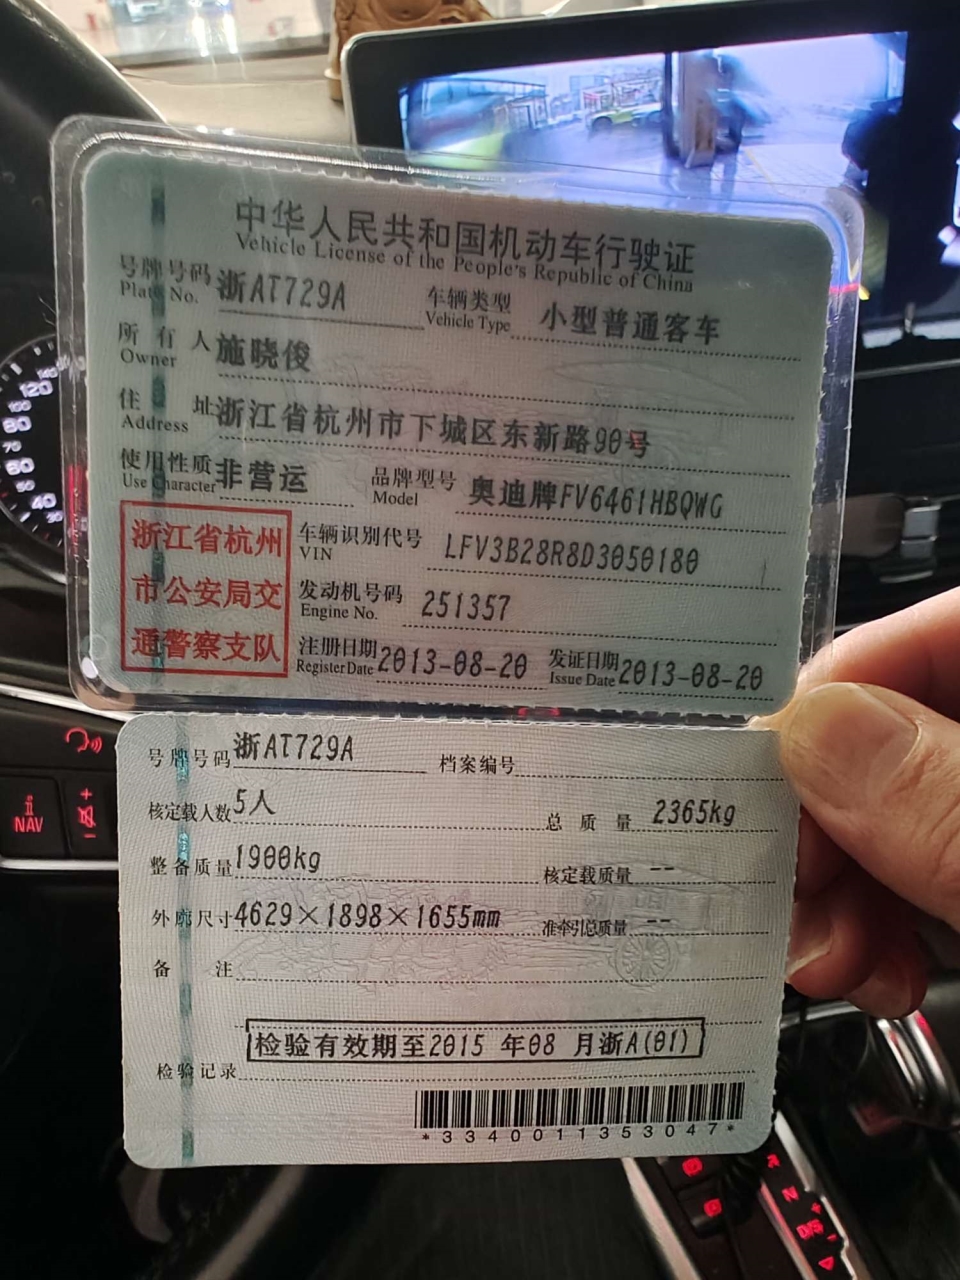 中华人民共和国机动车行驶证
Vehicle License of the People's Republic of China
号牌号码 浙AT729A 车辆类型 小型普通客车
Plate No. Vehicle Type
所有人 施晓俊
Owner
住址 浙江省杭州市下城区东新路90号
Address
使用性质 非营运 品牌型号 奥迪牌FV6461HBQWG
Use Character Model
浙江省杭州
市公安局交
通警察支队
车辆识别代号 LFV3B28R8D3050180
VIN
发动机号码 251357
Engine No.
注册日期 2013-08-20 发证日期 2013-08-20
Register Date Issue Date
号牌号码 浙AT729A 档案编号
核定载人数 5人 总质量 2365kg
整备质量 1900kg 核定载质量 --
外廓尺寸 4629×1898×1655mm 准牵引总质量 --
备注
检验有效期至2015 年08 月浙A(01)
检验记录
*3340011353047*
120
100
80
70
60
50
40
30
NAV
+
-
N
D/S
+
-